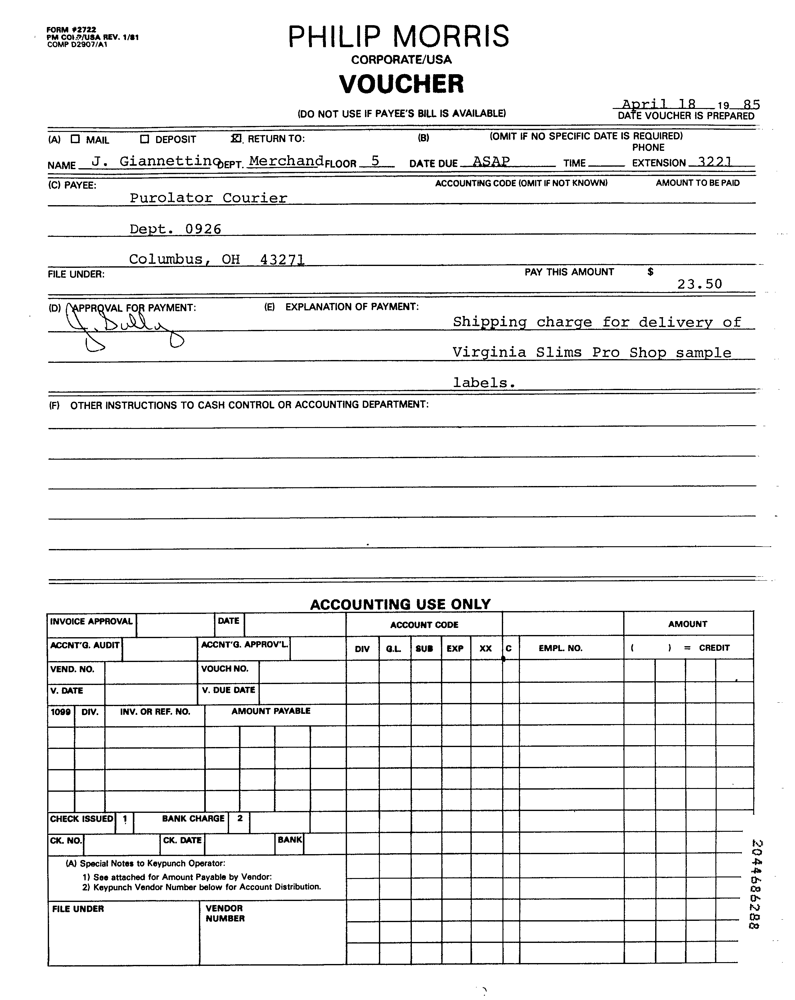 FORM #2722
PM CORP/USA REV. 1/81
COMP D2907/A1
PHILIP MORRIS
CORPORATE/USA
VOUCHER
(DO NOT USE IF PAYEE'S BILL IS AVAILABLE)
April 18 19 85
DATE VOUCHER IS PREPARED
(A) ☐ MAIL ☐ DEPOSIT ☒ RETURN TO: (B) (OMIT IF NO SPECIFIC DATE IS REQUIRED)
PHONE
NAME J. Giannettino DEPT. Merchand FLOOR 5 DATE DUE ASAP TIME EXTENSION 3221
(C) PAYEE: ACCOUNTING CODE (OMIT IF NOT KNOWN) AMOUNT TO BE PAID
Purolator Courier
Dept. 0926
Columbus, OH 43271
FILE UNDER: PAY THIS AMOUNT $
23.50
(D) APPROVAL FOR PAYMENT: (E) EXPLANATION OF PAYMENT:
Shipping charge for delivery of
Virginia Slims Pro Shop sample
labels.
(F) OTHER INSTRUCTIONS TO CASH CONTROL OR ACCOUNTING DEPARTMENT:
ACCOUNTING USE ONLY
INVOICE APPROVAL DATE ACCOUNT CODE AMOUNT
ACCNT'G. AUDIT ACCNT'G. APPROV'L. DIV G.L. SUB EXP XX C EMPL. NO. ( ) = CREDIT
VEND. NO. VOUCH NO.
V. DATE V. DUE DATE
1099 DIV. INV. OR REF. NO. AMOUNT PAYABLE
CHECK ISSUED 1 BANK CHARGE 2
CK. NO. CK. DATE BANK
(A) Special Notes to Keypunch Operator:
1) See attached for Amount Payable by Vendor:
2) Keypunch Vendor Number below for Account Distribution.
FILE UNDER VENDOR
NUMBER
2044686288